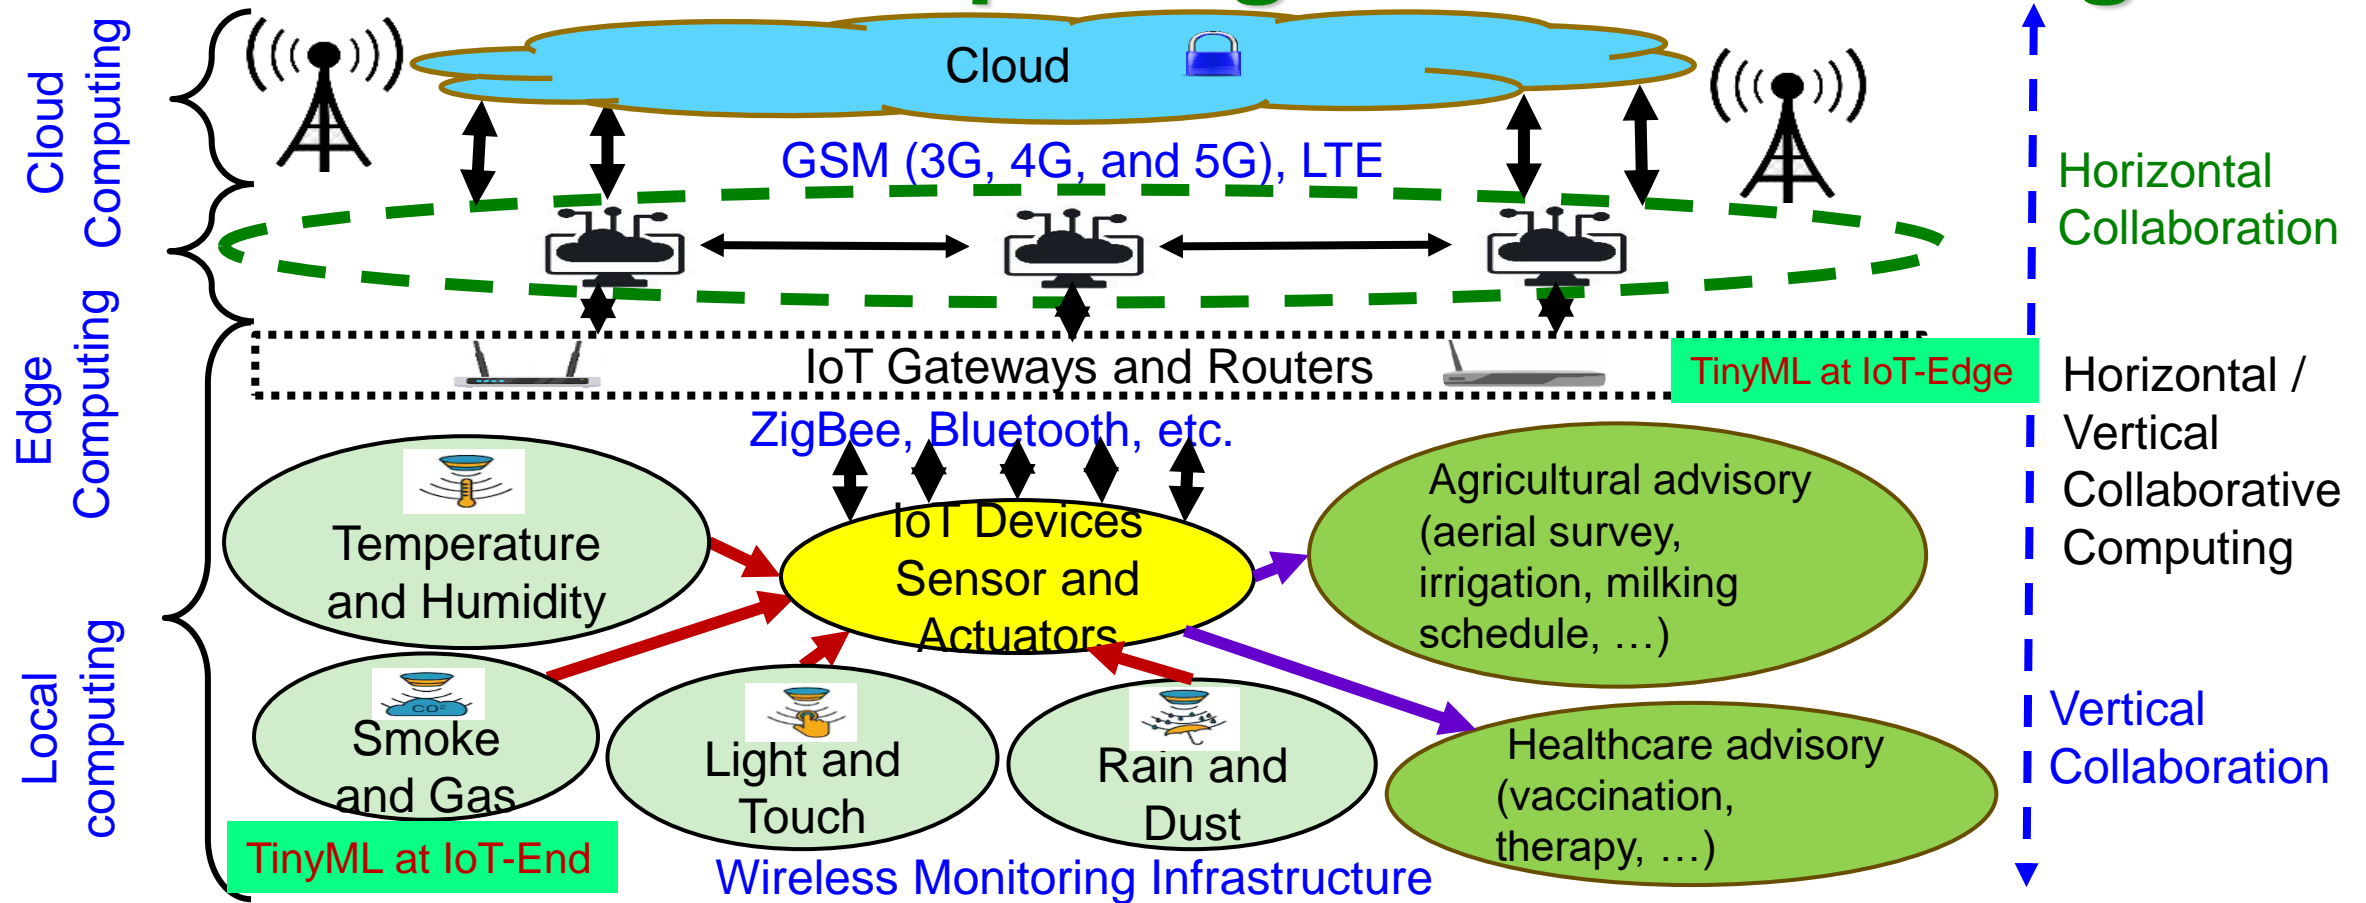 Cloud
Computing
Cloud
GSM (3G, 4G, and 5G), LTE
Horizontal
Collaboration
Edge
Computing
IoT Gateways and Routers
TinyML at IoT-Edge
Horizontal /
Vertical
Collaborative
Computing
ZigBee, Bluetooth, etc.
Temperature
and Humidity
IoT Devices
Sensor and
Actuators
Agricultural advisory
(aerial survey,
irrigation, milking
schedule, …)
Local
computing
CO²
Smoke
and Gas
Light and
Touch
Rain and
Dust
Healthcare advisory
(vaccination,
therapy, …)
Vertical
Collaboration
TinyML at IoT-End
Wireless Monitoring Infrastructure